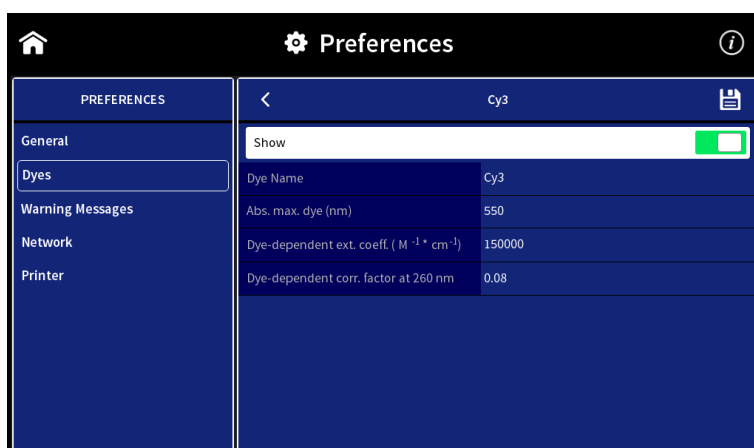 Preferences
i
PREFERENCES
Cy3
General
Dyes
Warning Messages
Network
Printer
Show
Dye Name Cy3
Abs. max. dye (nm) 550
Dye-dependent ext. coeff. ( M ⁻¹ * cm⁻¹) 150000
Dye-dependent corr. factor at 260 nm 0.08